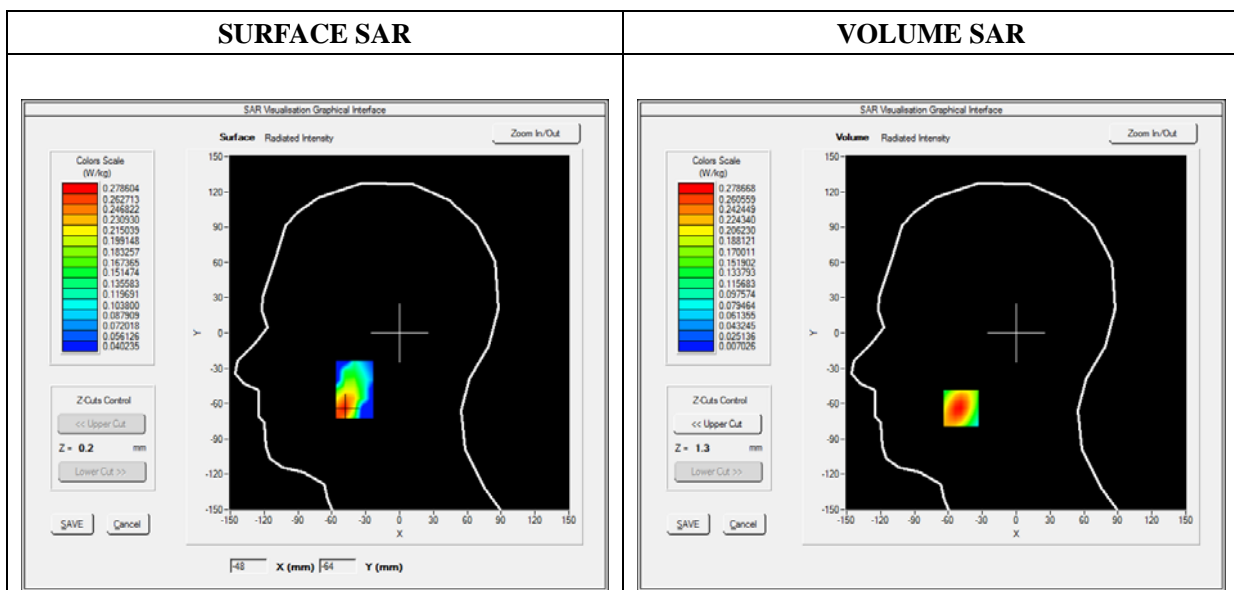 SURFACE SAR
VOLUME SAR
SAR Visualisation Graphical Interface
Surface Radiated Intensity
Zoom In/Out
Colors Scale
(W/kg)
0.278604
0.262713
0.246822
0.230930
0.215039
0.199148
0.183257
0.167365
0.151474
0.135583
0.119691
0.103800
0.087909
0.072018
0.056126
0.040235
Z-Cuts Control
<< Upper Cut
Z = 0.2 mm
Lower Cut >>
SAVE Cancel
150
120
90
60
30
0
-30
-60
-90
-120
-150
Y
-150 -120 -90 -60 -30 0 30 60 90 120 150
X
-48 X (mm) -64 Y (mm)
SAR Visualisation Graphical Interface
Volume Radiated Intensity
Zoom In/Out
Colors Scale
(W/kg)
0.278668
0.260559
0.242449
0.224340
0.206230
0.188121
0.170011
0.151902
0.133793
0.115683
0.097574
0.079464
0.061355
0.043245
0.025136
0.007026
Z-Cuts Control
<< Upper Cut
Z = 1.3 mm
Lower Cut >>
SAVE Cancel
150
120
90
60
30
0
-30
-60
-90
-120
-150
Y
-150 -120 -90 -60 -30 0 30 60 90 120 150
X